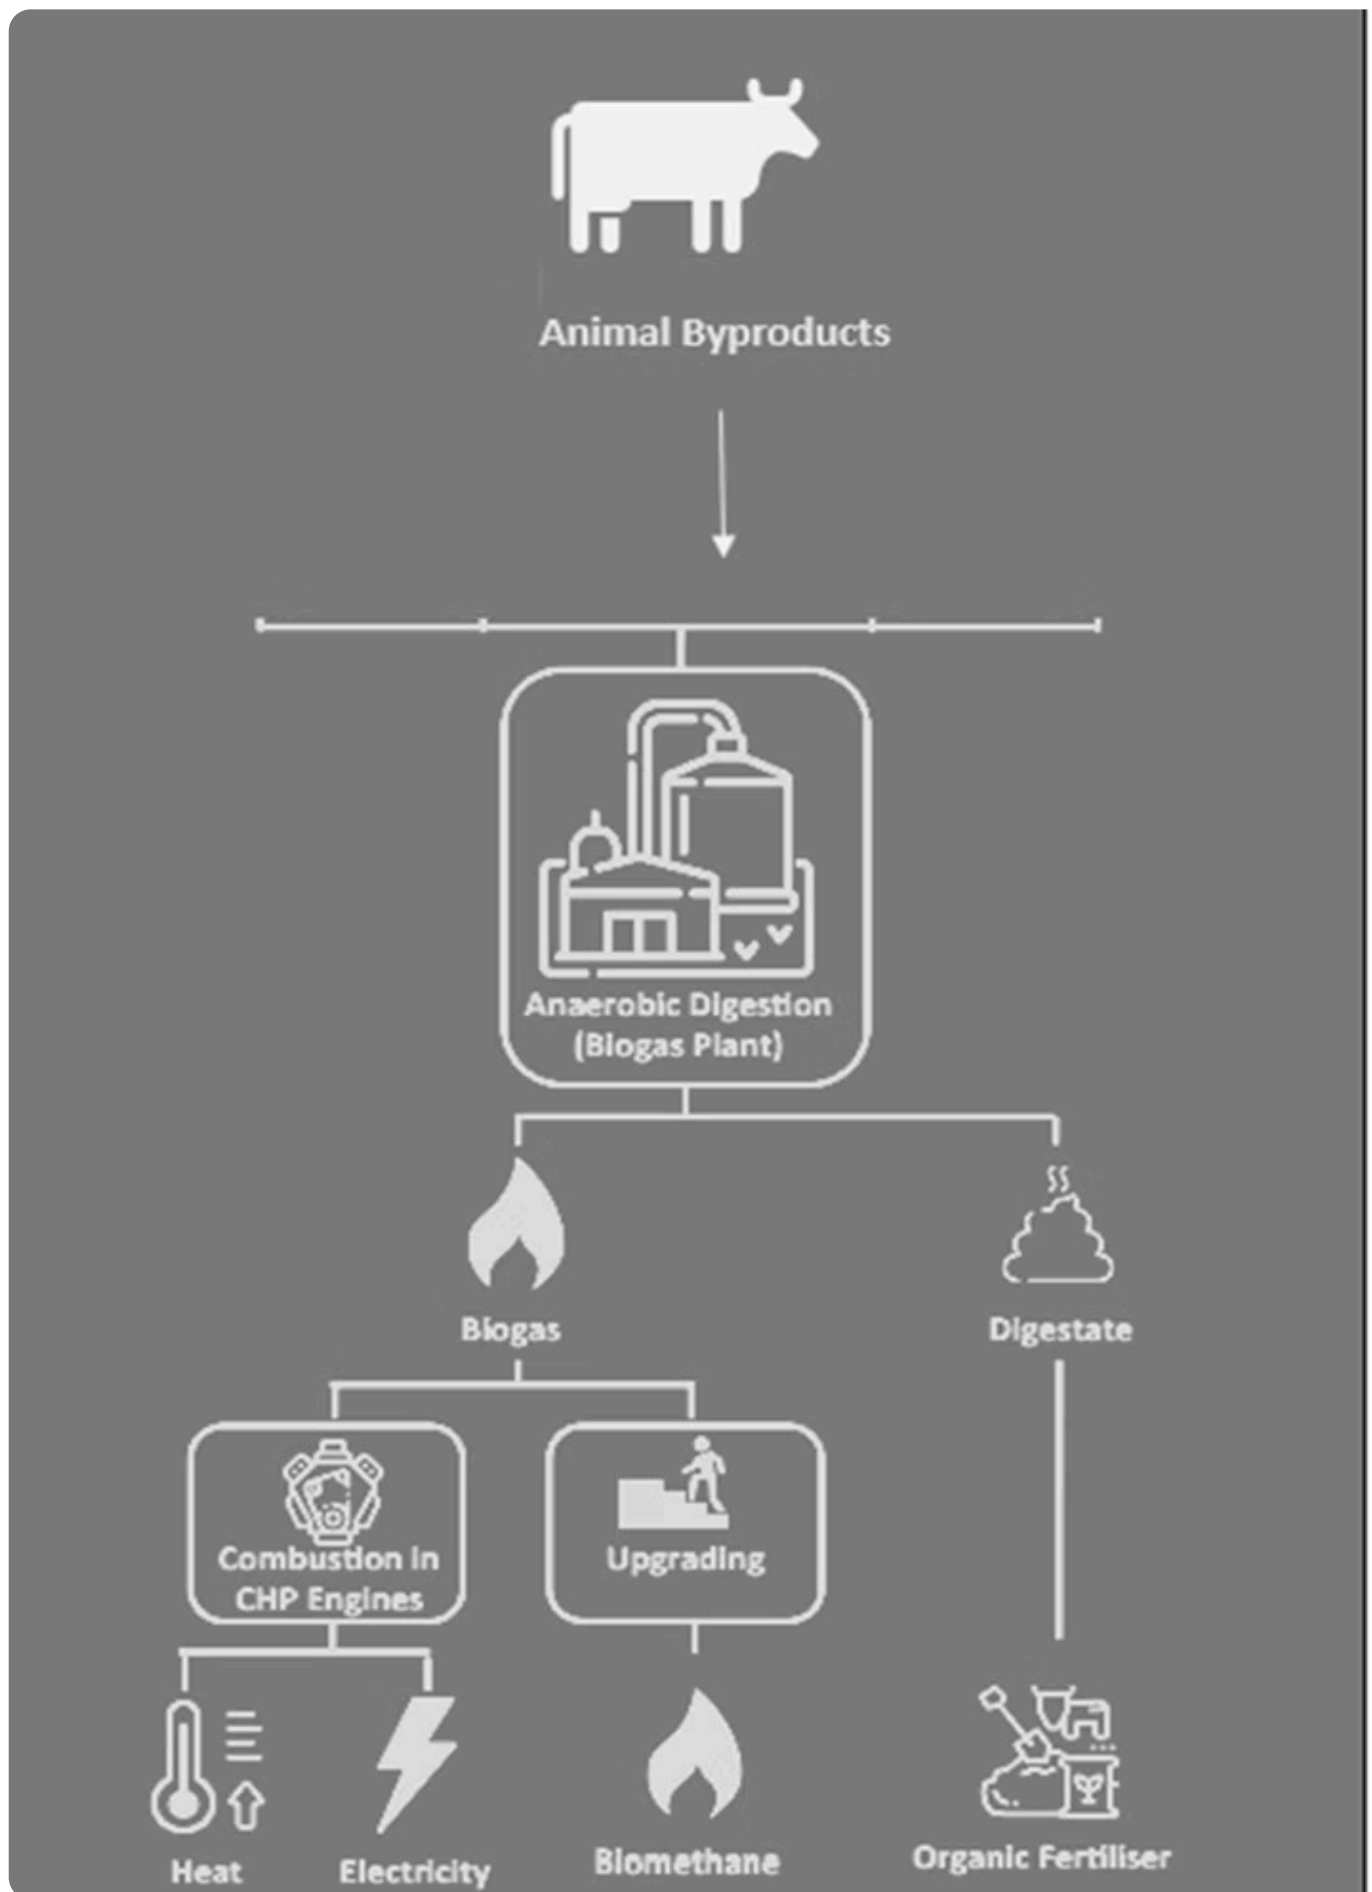 Animal Byproducts
Anaerobic Digestion
(Biogas Plant)
Biogas
Digestate
Combustion in
CHP Engines
Upgrading
Heat
Electricity
Biomethane
Organic Fertiliser